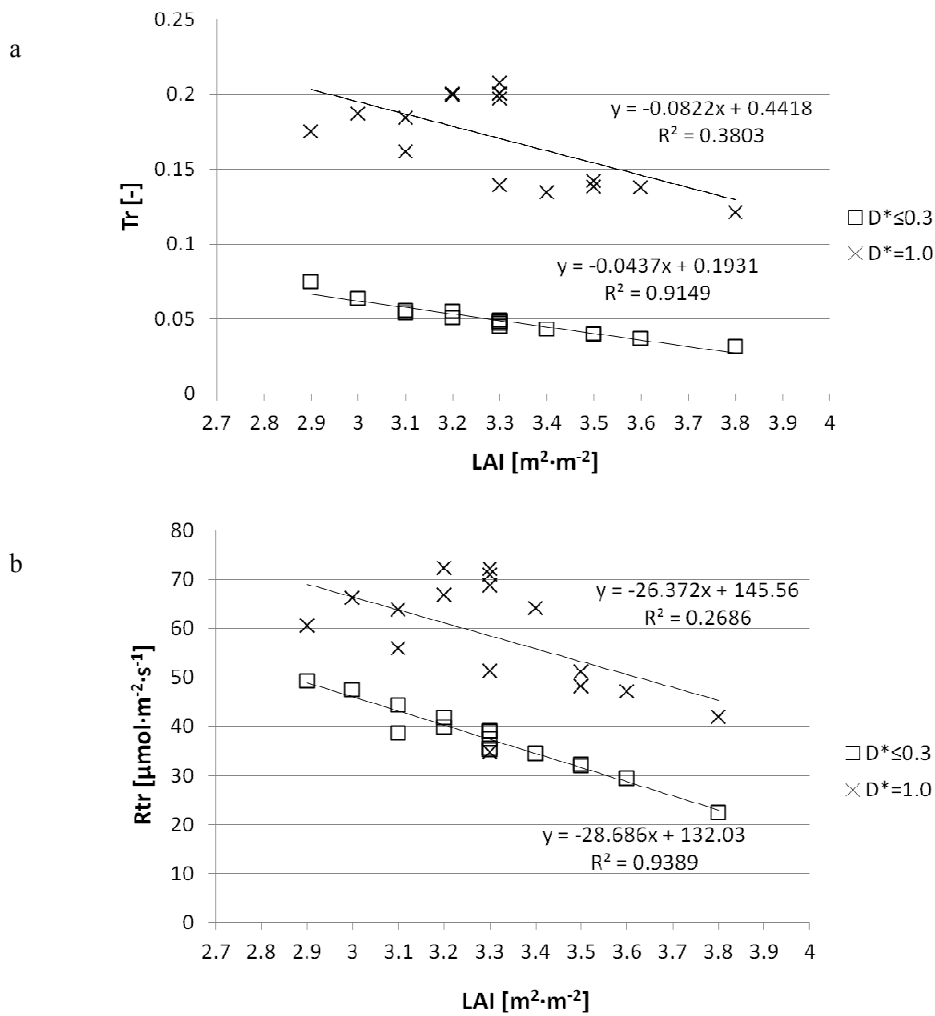 a
0.25
0.2
0.15
0.1
0.05
0
Tr [-]
y = -0.0822x + 0.4418
R² = 0.3803
y = -0.0437x + 0.1931
R² = 0.9149
D*≤0.3
D*=1.0
2.7 2.8 2.9 3 3.1 3.2 3.3 3.4 3.5 3.6 3.7 3.8 3.9 4
LAI [m²·m⁻²]
b
80
70
60
50
40
30
20
10
0
Rtr [µmol·m⁻²·s⁻¹]
y = -26.372x + 145.56
R² = 0.2686
y = -28.686x + 132.03
R² = 0.9389
D*≤0.3
D*=1.0
2.7 2.8 2.9 3 3.1 3.2 3.3 3.4 3.5 3.6 3.7 3.8 3.9 4
LAI [m²·m⁻²]